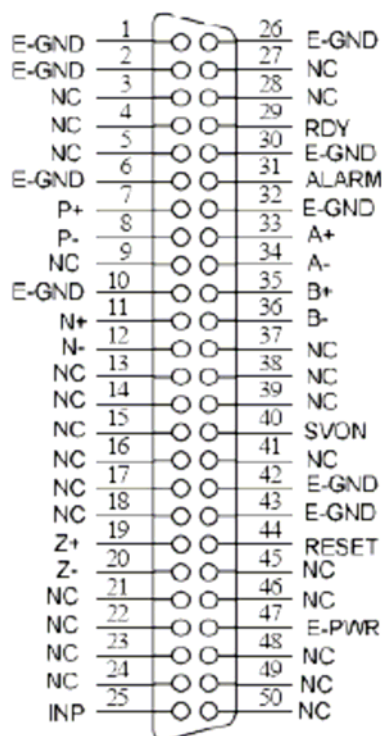 E-GND 1 26 E-GND
E-GND 2 27 NC
NC 3 28 NC
NC 4 29 RDY
NC 5 30 E-GND
E-GND 6 31 ALARM
P+ 7 32 E-GND
P- 8 33 A+
NC 9 34 A-
E-GND 10 35 B+
N+ 11 36 B-
N- 12 37 NC
NC 13 38 NC
NC 14 39 NC
NC 15 40 SVON
NC 16 41 NC
NC 17 42 E-GND
NC 18 43 E-GND
Z+ 19 44 RESET
Z- 20 45 NC
NC 21 46 NC
NC 22 47 E-PWR
NC 23 48 NC
NC 24 49 NC
INP 25 50 NC